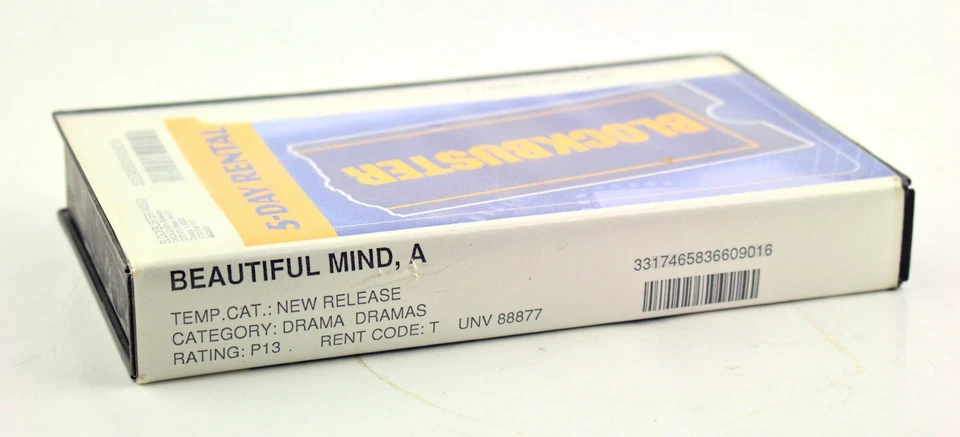 BLOCKBUSTER
5-DAY RENTAL
BEAUTIFUL MIND, A
TEMP.CAT.: NEW RELEASE
CATEGORY: DRAMA DRAMAS
RATING: P13 . RENT CODE: T UNV 88877
3317465836609016